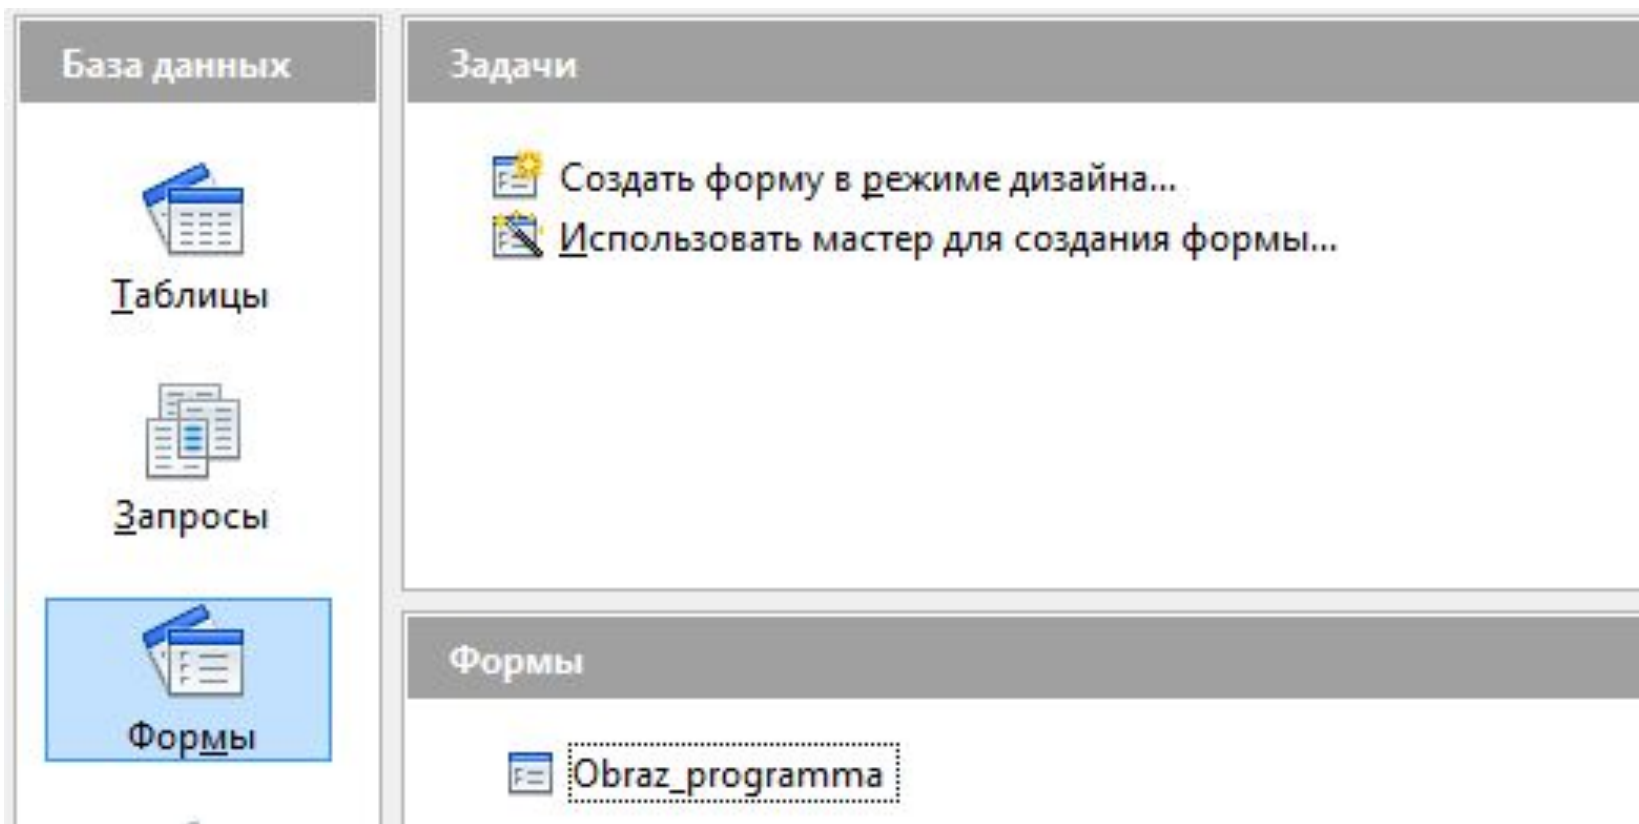 База данных
Таблицы
Запросы
Формы
Задачи
Создать форму в режиме дизайна...
Использовать мастер для создания формы...
Формы
Obraz_programma